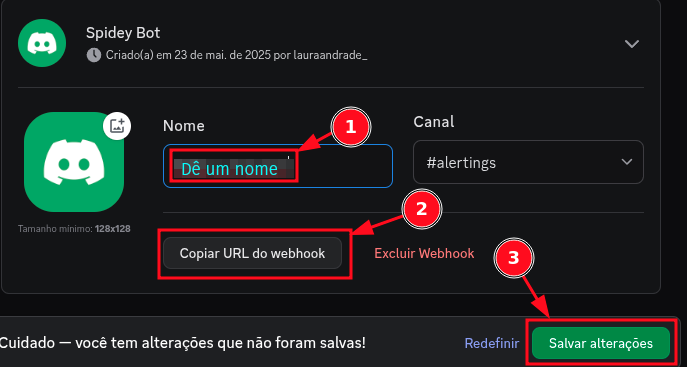 Spidey Bot
Criado(a) em 23 de mai. de 2025 por lauraandrade_
Nome
1
Canal
Dê um nome
#alertings
Tamanho mínimo: 128x128
2
Copiar URL do webhook
Excluir Webhook
3
Cuidado — você tem alterações que não foram salvas!
Redefinir
Salvar alterações